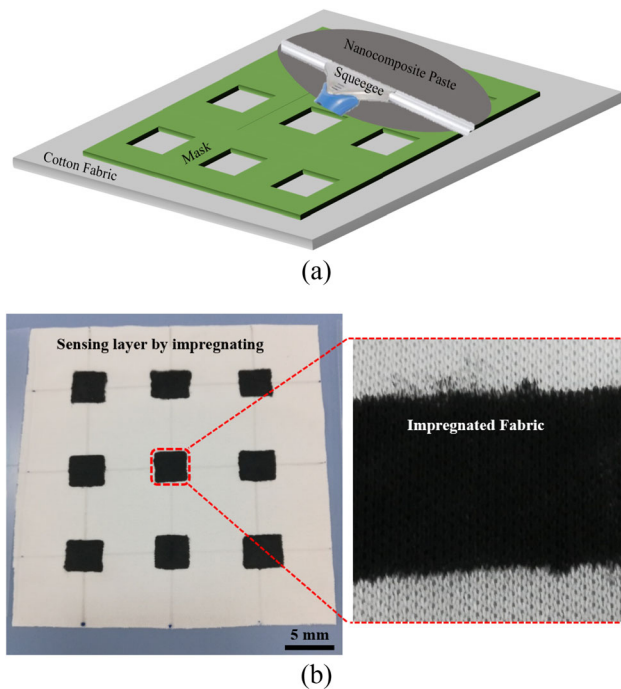 Nanocomposite Paste
Squeegee
Mask
Cotton Fabric
(a)
Sensing layer by impregnating
Impregnated Fabric
5 mm
(b)